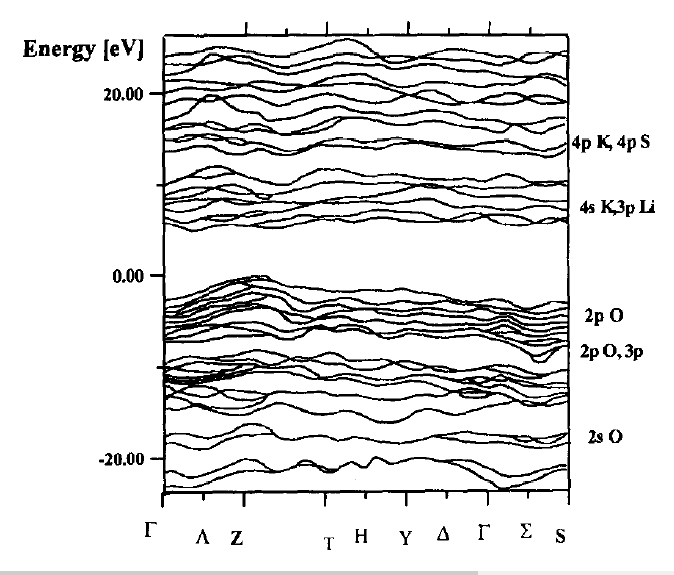 Energy [eV]
20.00
4p K, 4p S
4s K,3p Li
0.00
2p O
2p O, 3p
2s O
-20.00
Γ Λ Z T H Y Δ Γ Σ S